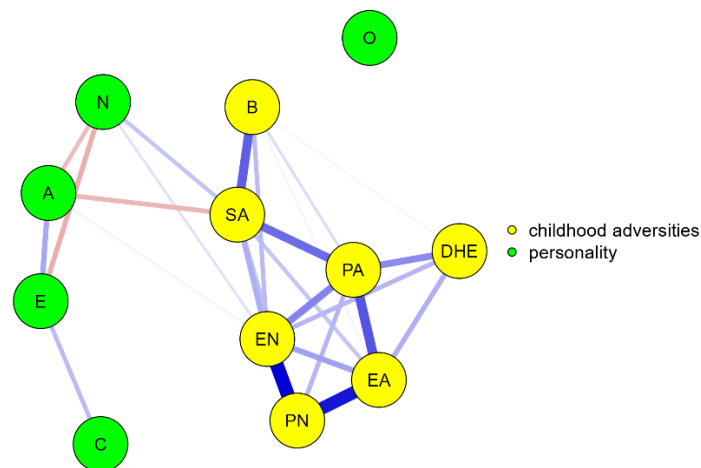 O
N
B
A
SA
DHE
PA
E
EN
EA
PN
C
childhood adversities
personality